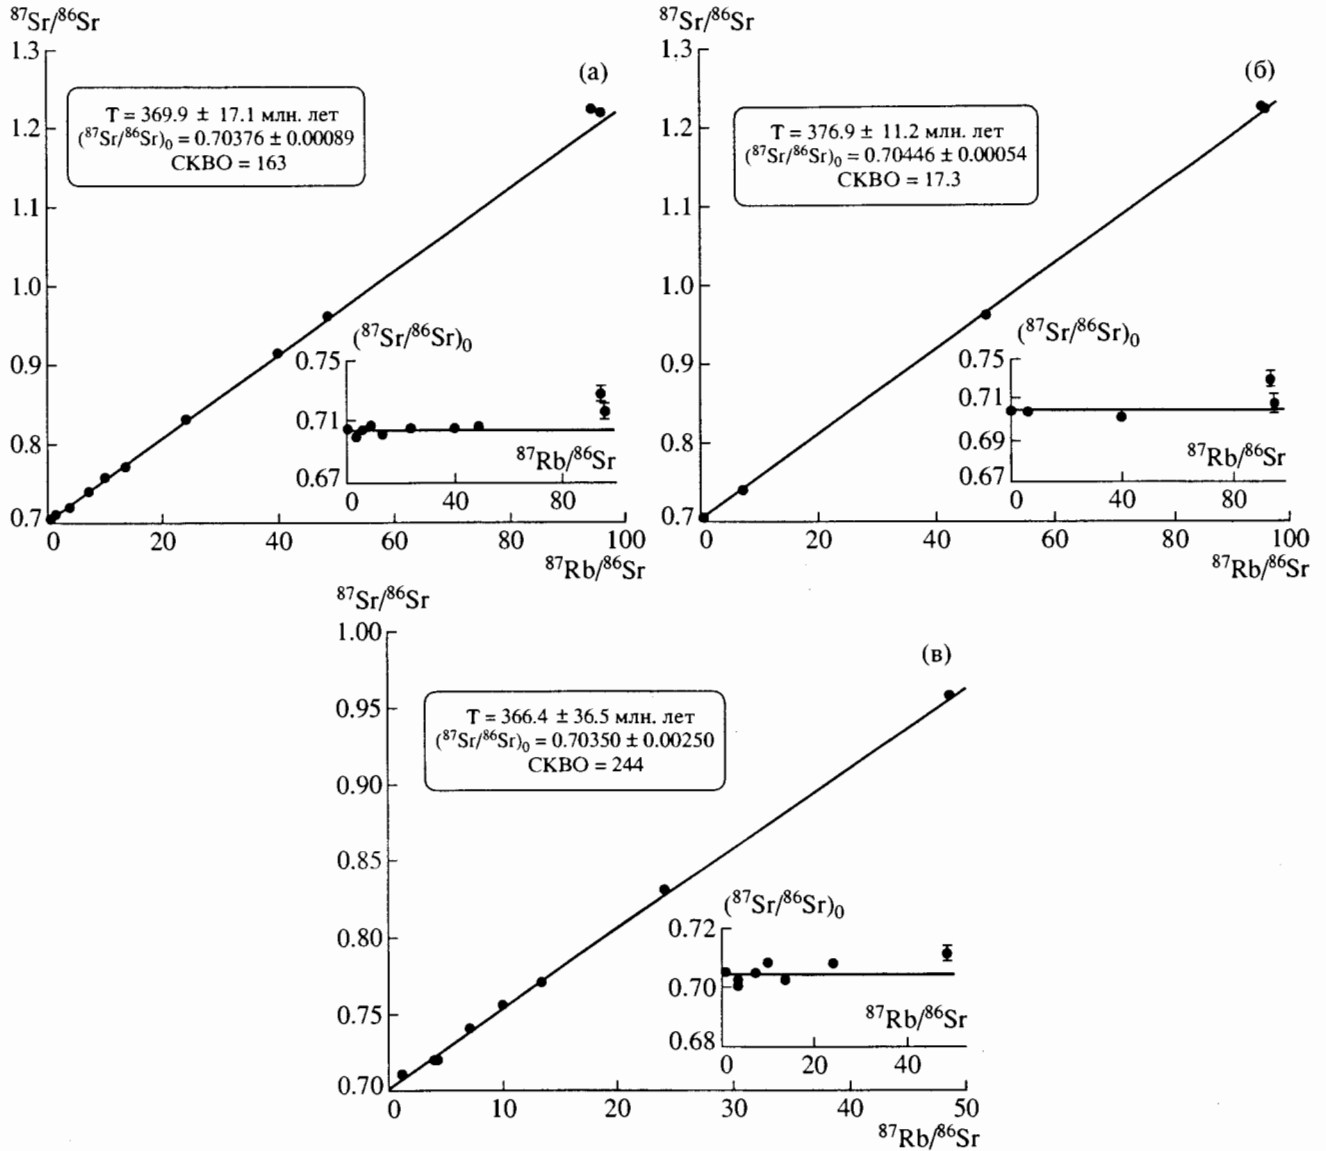 ⁸⁷Sr/⁸⁶Sr
1.3
(а)
T = 369.9 ± 17.1 млн. лет
(⁸⁷Sr/⁸⁶Sr)₀ = 0.70376 ± 0.00089
СКВО = 163
1.2
1.1
1.0
(⁸⁷Sr/⁸⁶Sr)₀
0.9
0.75
0.8
0.71
⁸⁷Rb/⁸⁶Sr
0.67
0 40 80
0.7
0 20 40 60 80 100
⁸⁷Rb/⁸⁶Sr
⁸⁷Sr/⁸⁶Sr
1.3
(б)
T = 376.9 ± 11.2 млн. лет
(⁸⁷Sr/⁸⁶Sr)₀ = 0.70446 ± 0.00054
СКВО = 17.3
1.2
1.1
1.0
(⁸⁷Sr/⁸⁶Sr)₀
0.9
0.75
0.71
0.8
0.69
⁸⁷Rb/⁸⁶Sr
0.67
0 40 80
0.7
0 20 40 60 80 100
⁸⁷Rb/⁸⁶Sr
⁸⁷Sr/⁸⁶Sr
1.00
(в)
T = 366.4 ± 36.5 млн. лет
(⁸⁷Sr/⁸⁶Sr)₀ = 0.70350 ± 0.00250
СКВО = 244
0.95
0.90
0.85
(⁸⁷Sr/⁸⁶Sr)₀
0.80
0.72
0.70
0.75
⁸⁷Rb/⁸⁶Sr
0.68
0 20 40
0.70
0 10 20 30 40 50
⁸⁷Rb/⁸⁶Sr